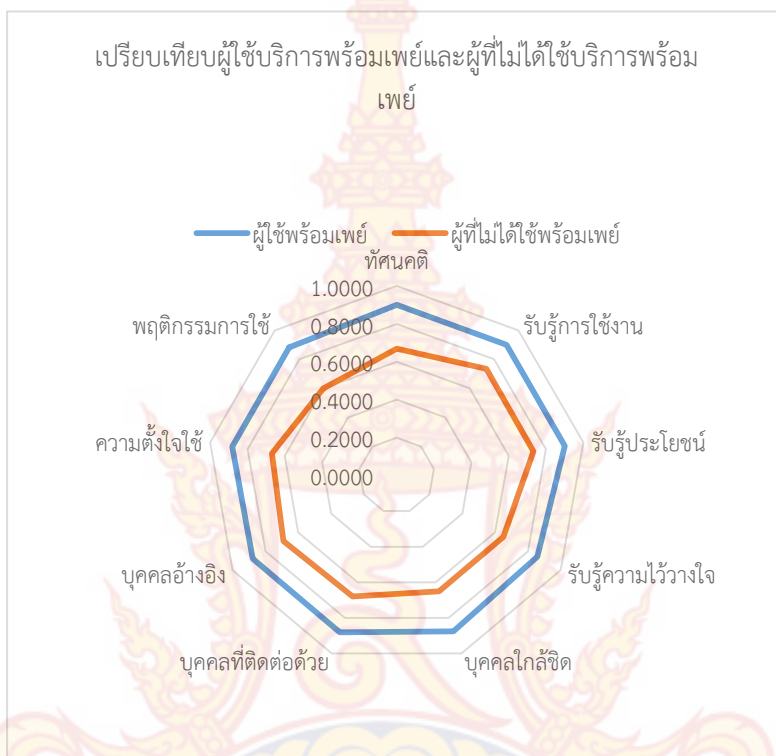 เปรียบเทียบผู้ใช้บริการพร้อมเพย์และผู้ที่ไม่ได้ใช้บริการพร้อม
เพย์
ผู้ใช้พร้อมเพย์
ผู้ที่ไม่ได้ใช้พร้อมเพย์
ทัศนคติ
รับรู้การใช้งาน
รับรู้ประโยชน์
รับรู้ความไว้วางใจ
บุคคลใกล้ชิด
บุคคลที่ติดต่อด้วย
บุคคลอ้างอิง
ความตั้งใจใช้
พฤติกรรมการใช้
1.0000
0.8000
0.6000
0.4000
0.2000
0.0000